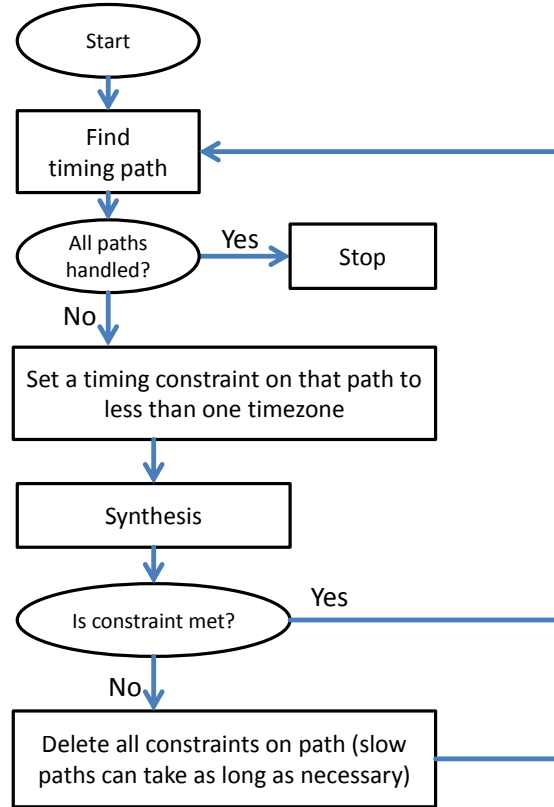 Start
Find
timing path
All paths
handled?
Yes
Stop
No
Set a timing constraint on that path to
less than one timezone
Synthesis
Is constraint met?
Yes
No
Delete all constraints on path (slow
paths can take as long as necessary)